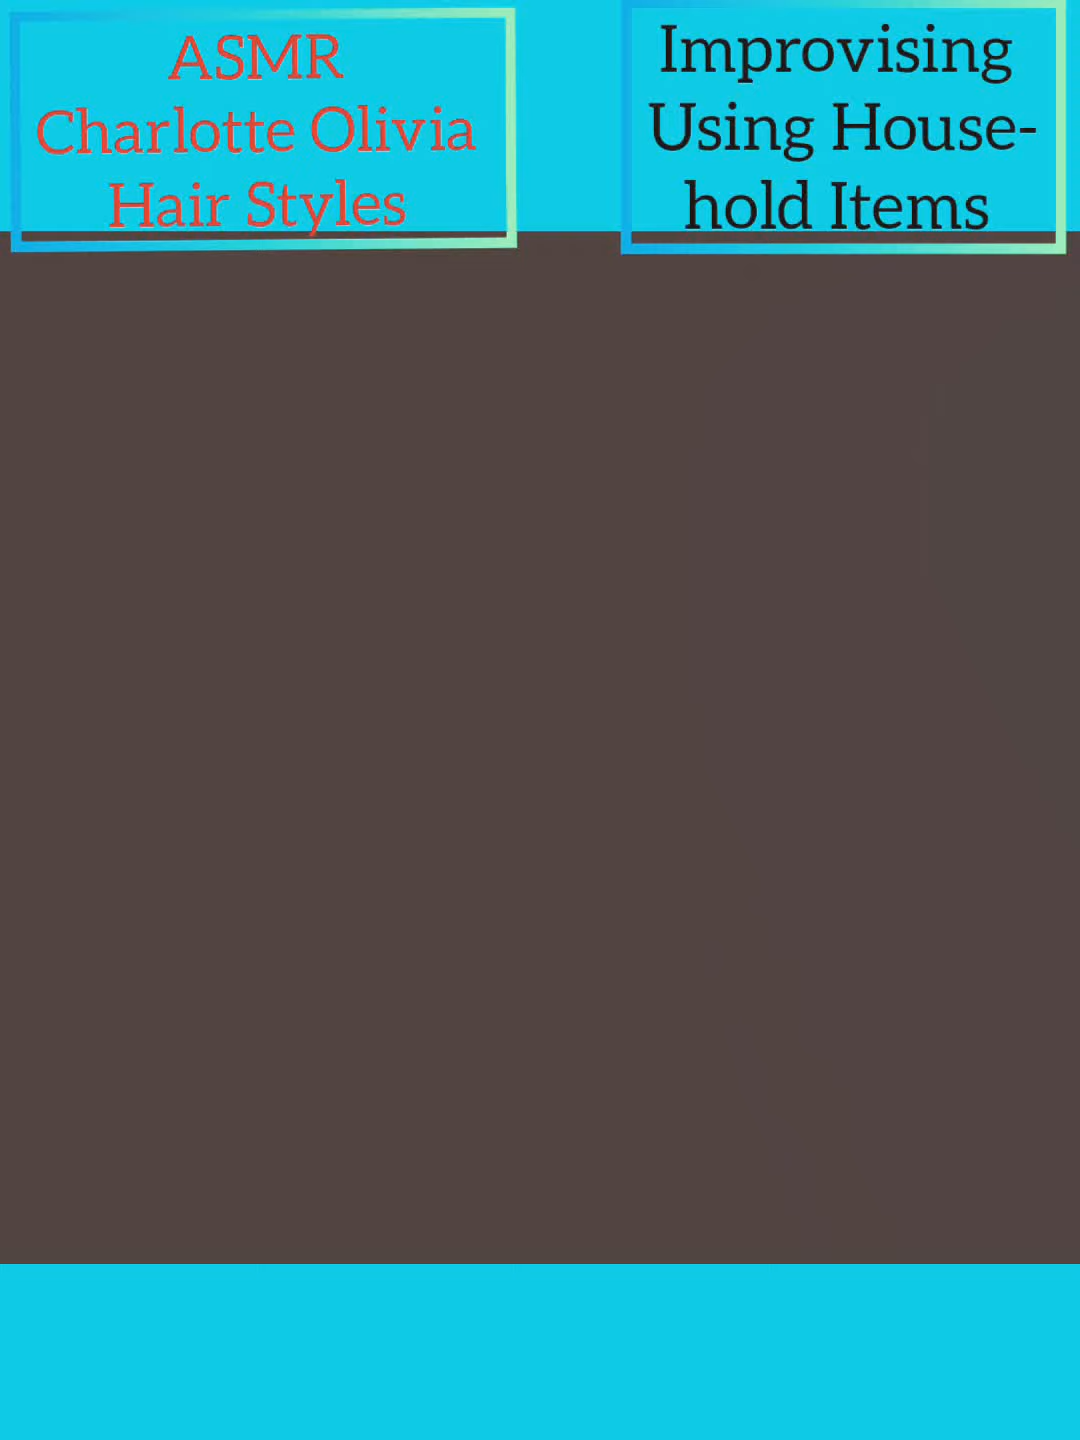 ASMR
Charlotte Olivia
Hair Styles
Improvising
Using House-
hold Items